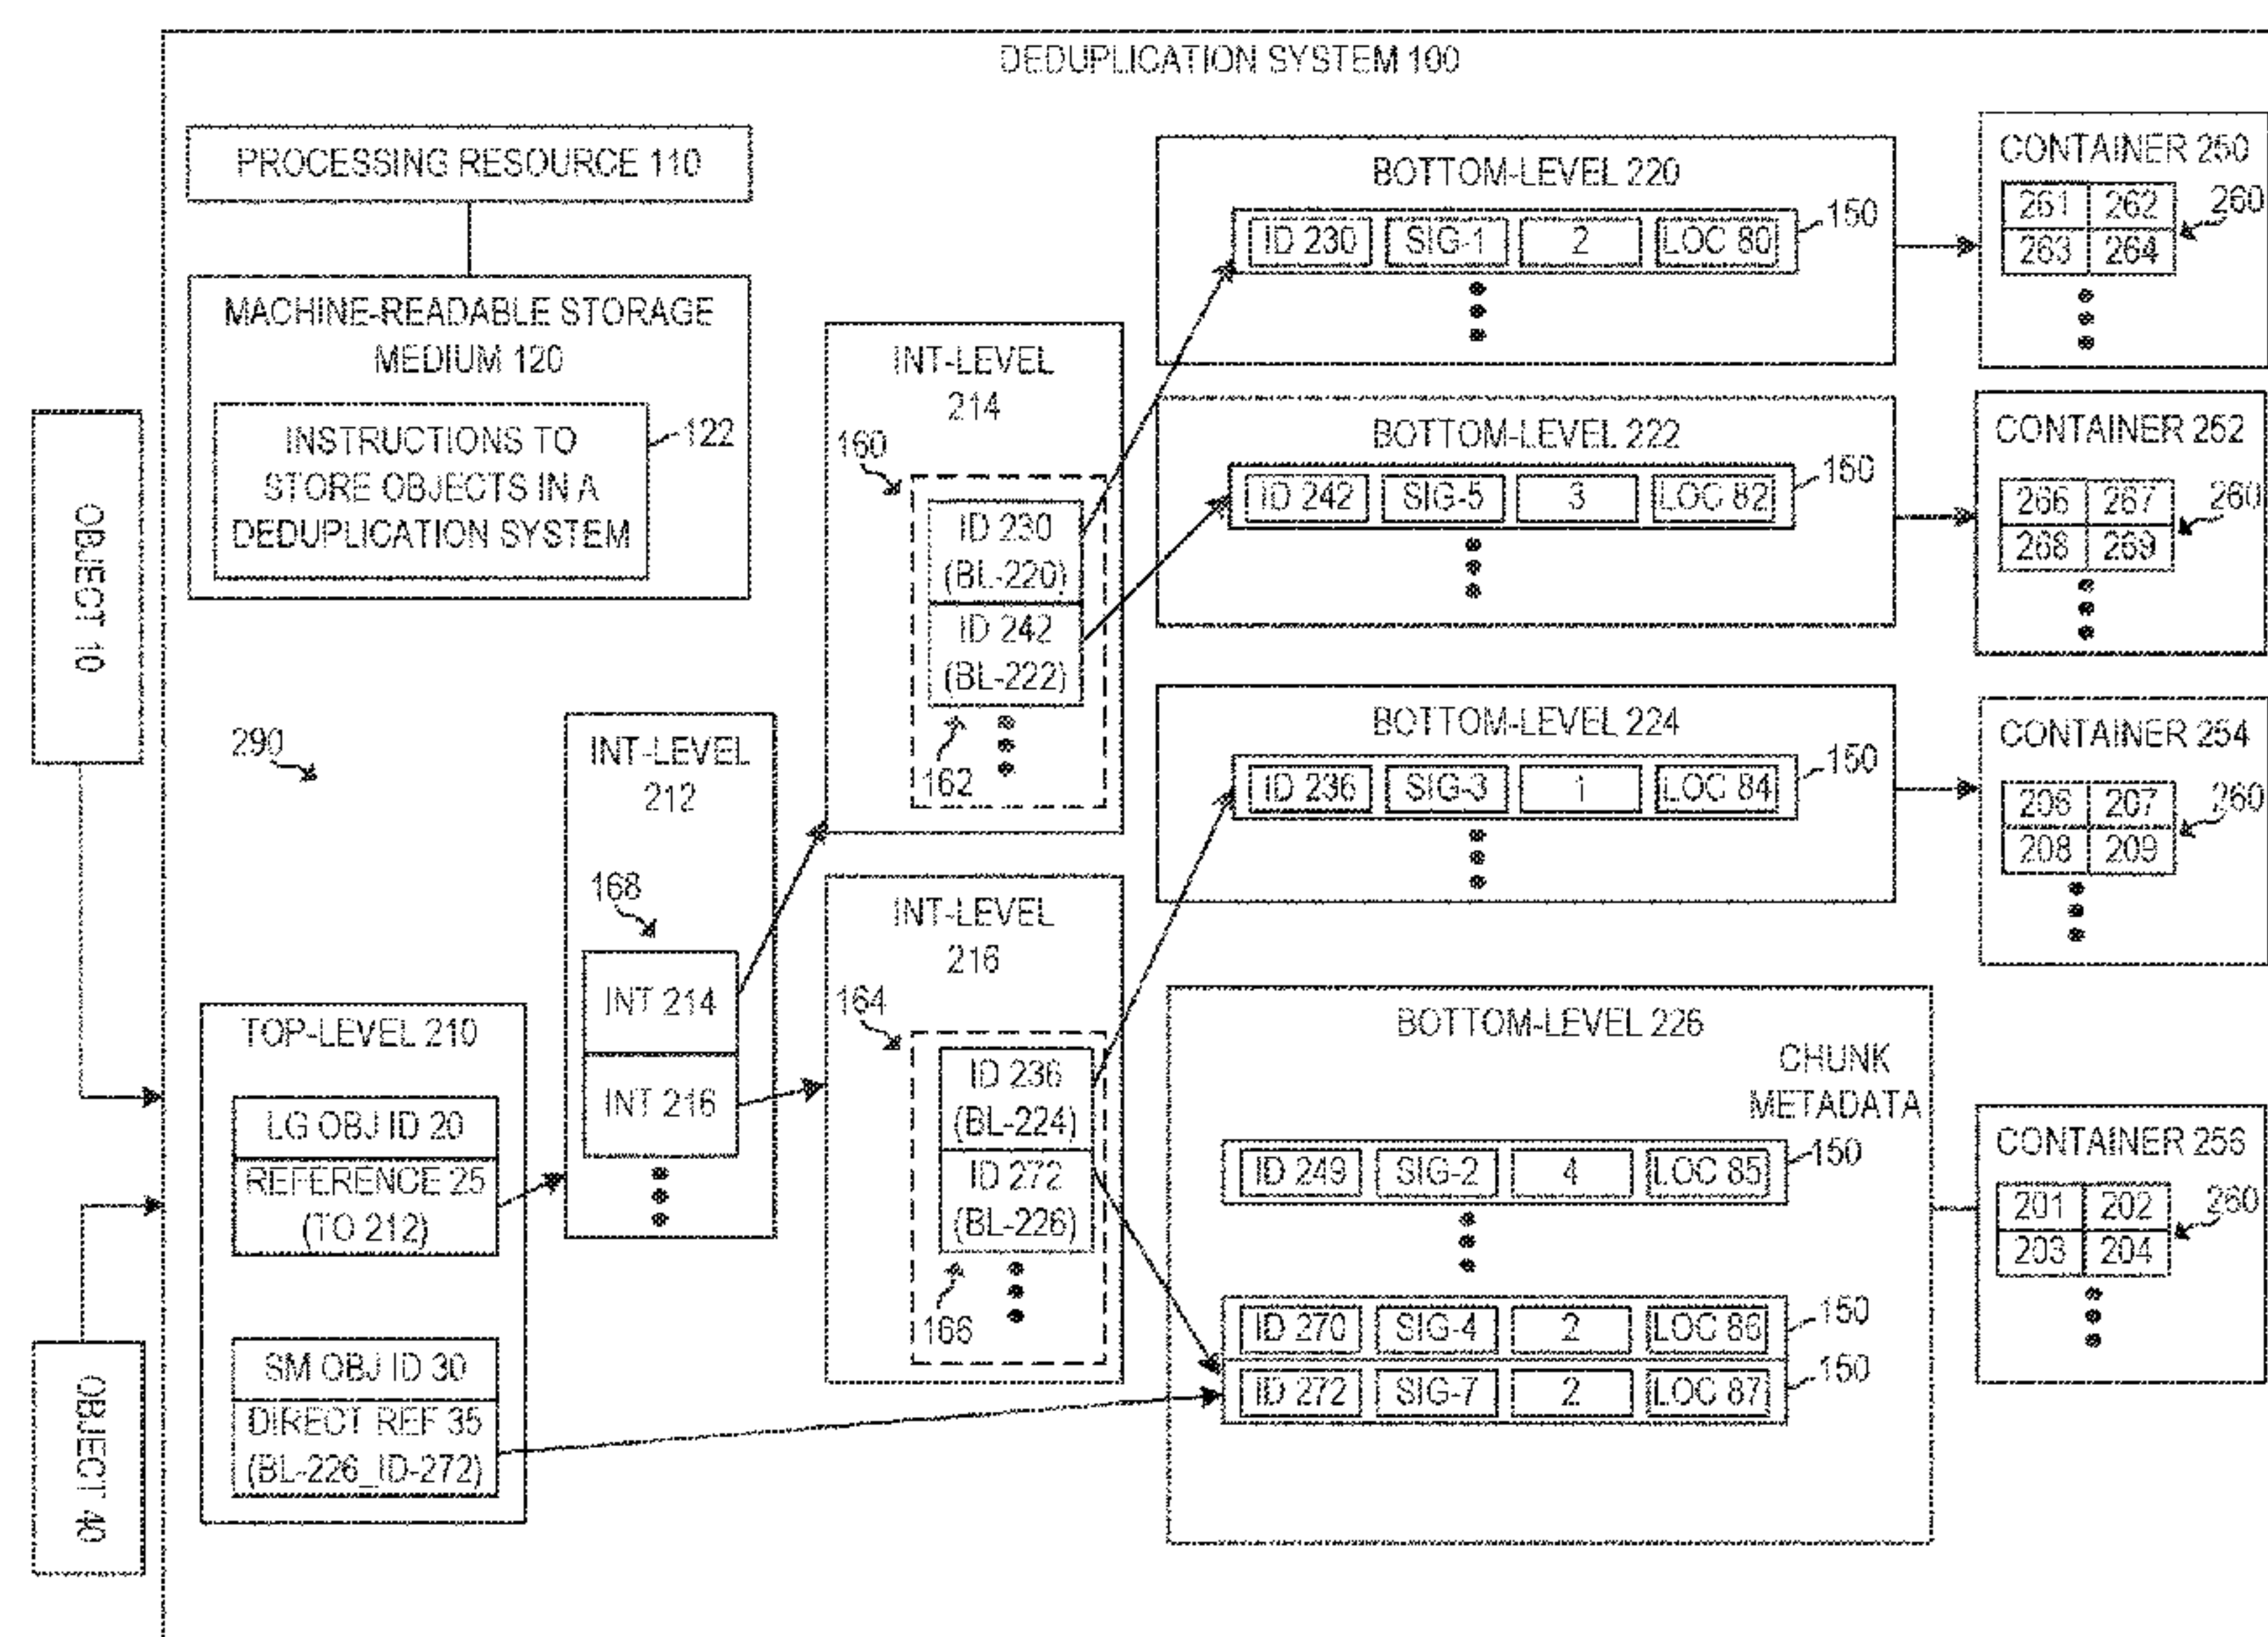 DEDUPLICATION SYSTEM 100
PROCESSING RESOURCE 110
MACHINE-READABLE STORAGE
MEDIUM 120
INSTRUCTIONS TO
STORE OBJECTS IN A
DEDUPLICATION SYSTEM
122
OBJECT 10
OBJECT 40
290
TOP-LEVEL 210
LG OBJ ID 20
REFERENCE 25
(TO 212)
SM OBJ ID 30
DIRECT REF 35
(BL-226_ID-272)
INT-LEVEL
212
168
INT 214
INT 216
INT-LEVEL
214
160
ID 230
(BL-220)
ID 242
(BL-222)
162
INT-LEVEL
216
164
ID 236
(BL-224)
ID 272
(BL-226)
166
BOTTOM-LEVEL 220
ID 230 SIG-1 2 LOC 80
150
BOTTOM-LEVEL 222
ID 242 SIG-5 3 LOC 82
150
BOTTOM-LEVEL 224
ID 236 SIG-3 1 LOC 84
150
BOTTOM-LEVEL 226
CHUNK
METADATA
ID 249 SIG-2 4 LOC 85
150
ID 270 SIG-4 2 LOC 86
150
ID 272 SIG-7 2 LOC 87
150
CONTAINER 250
261 262
263 264
260
CONTAINER 252
266 267
268 269
260
CONTAINER 254
206 207
208 209
260
CONTAINER 256
201 202
203 204
260